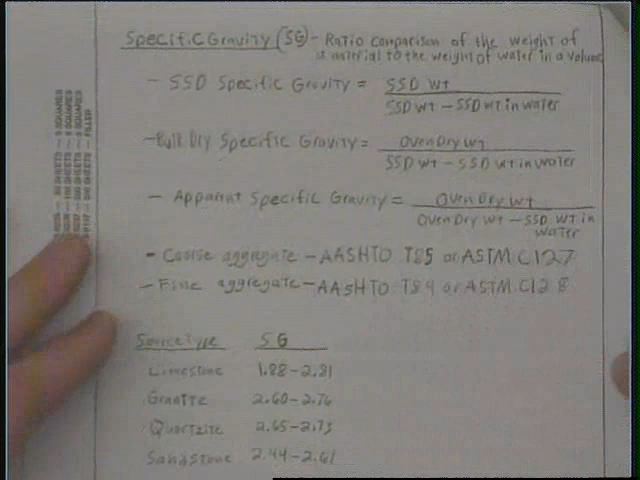 Specific Gravity (SG) - Ratio comparison of the weight of
a material to the weight of water in a volume
- SSD Specific Gravity = SSD Wt
SSD Wt - SSD Wt in water
- Bulk Dry Specific Gravity = Oven Dry Wt
SSD Wt - SSD Wt in water
- Apparant Specific Gravity = Oven Dry Wt
Oven Dry Wt - SSD Wt in
water
- Coarse aggregate - AASHTO T85 or ASTM C127
- Fine aggregate - AASHTO T84 or ASTM C128
Source Type SG
Limestone 1.88-2.81
Granite 2.60-2.76
Quartzite 2.65-2.73
Sandstone 2.44-2.61